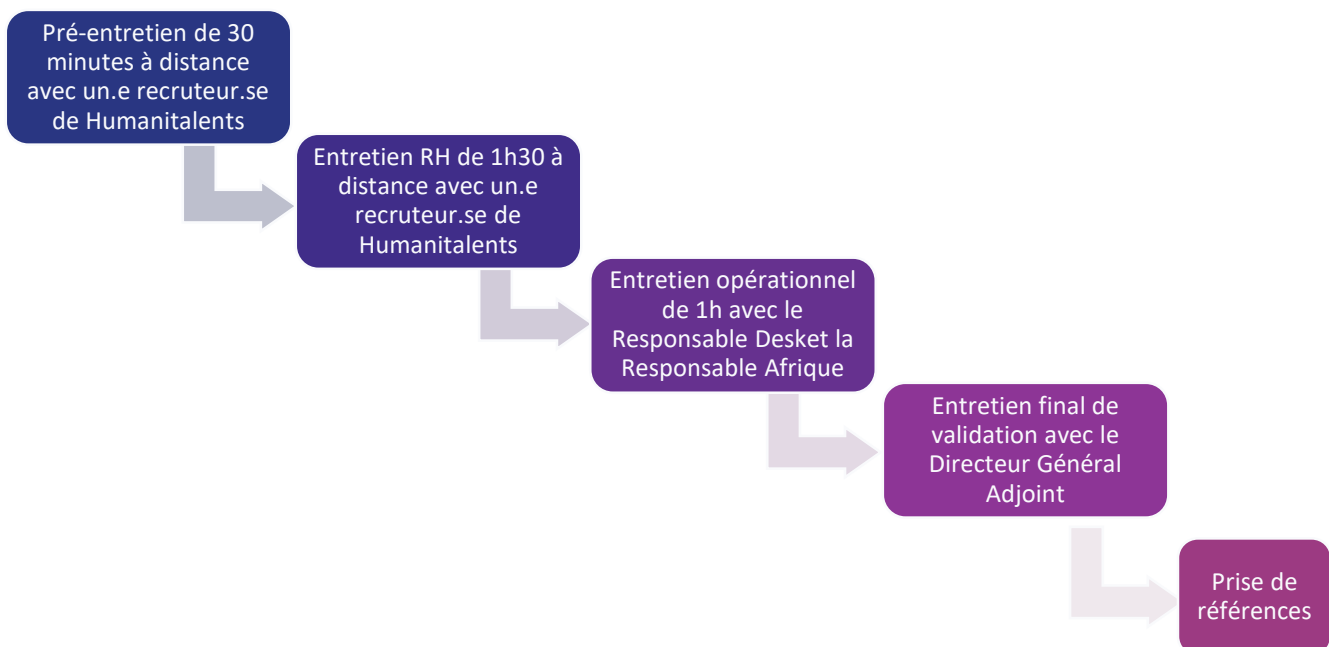 Pré-entretien de 30
minutes à distance
avec un.e recruteur.se
de Humanitalents
Entretien RH de 1h30 à
distance avec un.e
recruteur.se de
Humanitalents
Entretien opérationnel
de 1h avec le
Responsable Desket la
Responsable Afrique
Entretien final de
validation avec le
Directeur Général
Adjoint
Prise de
références